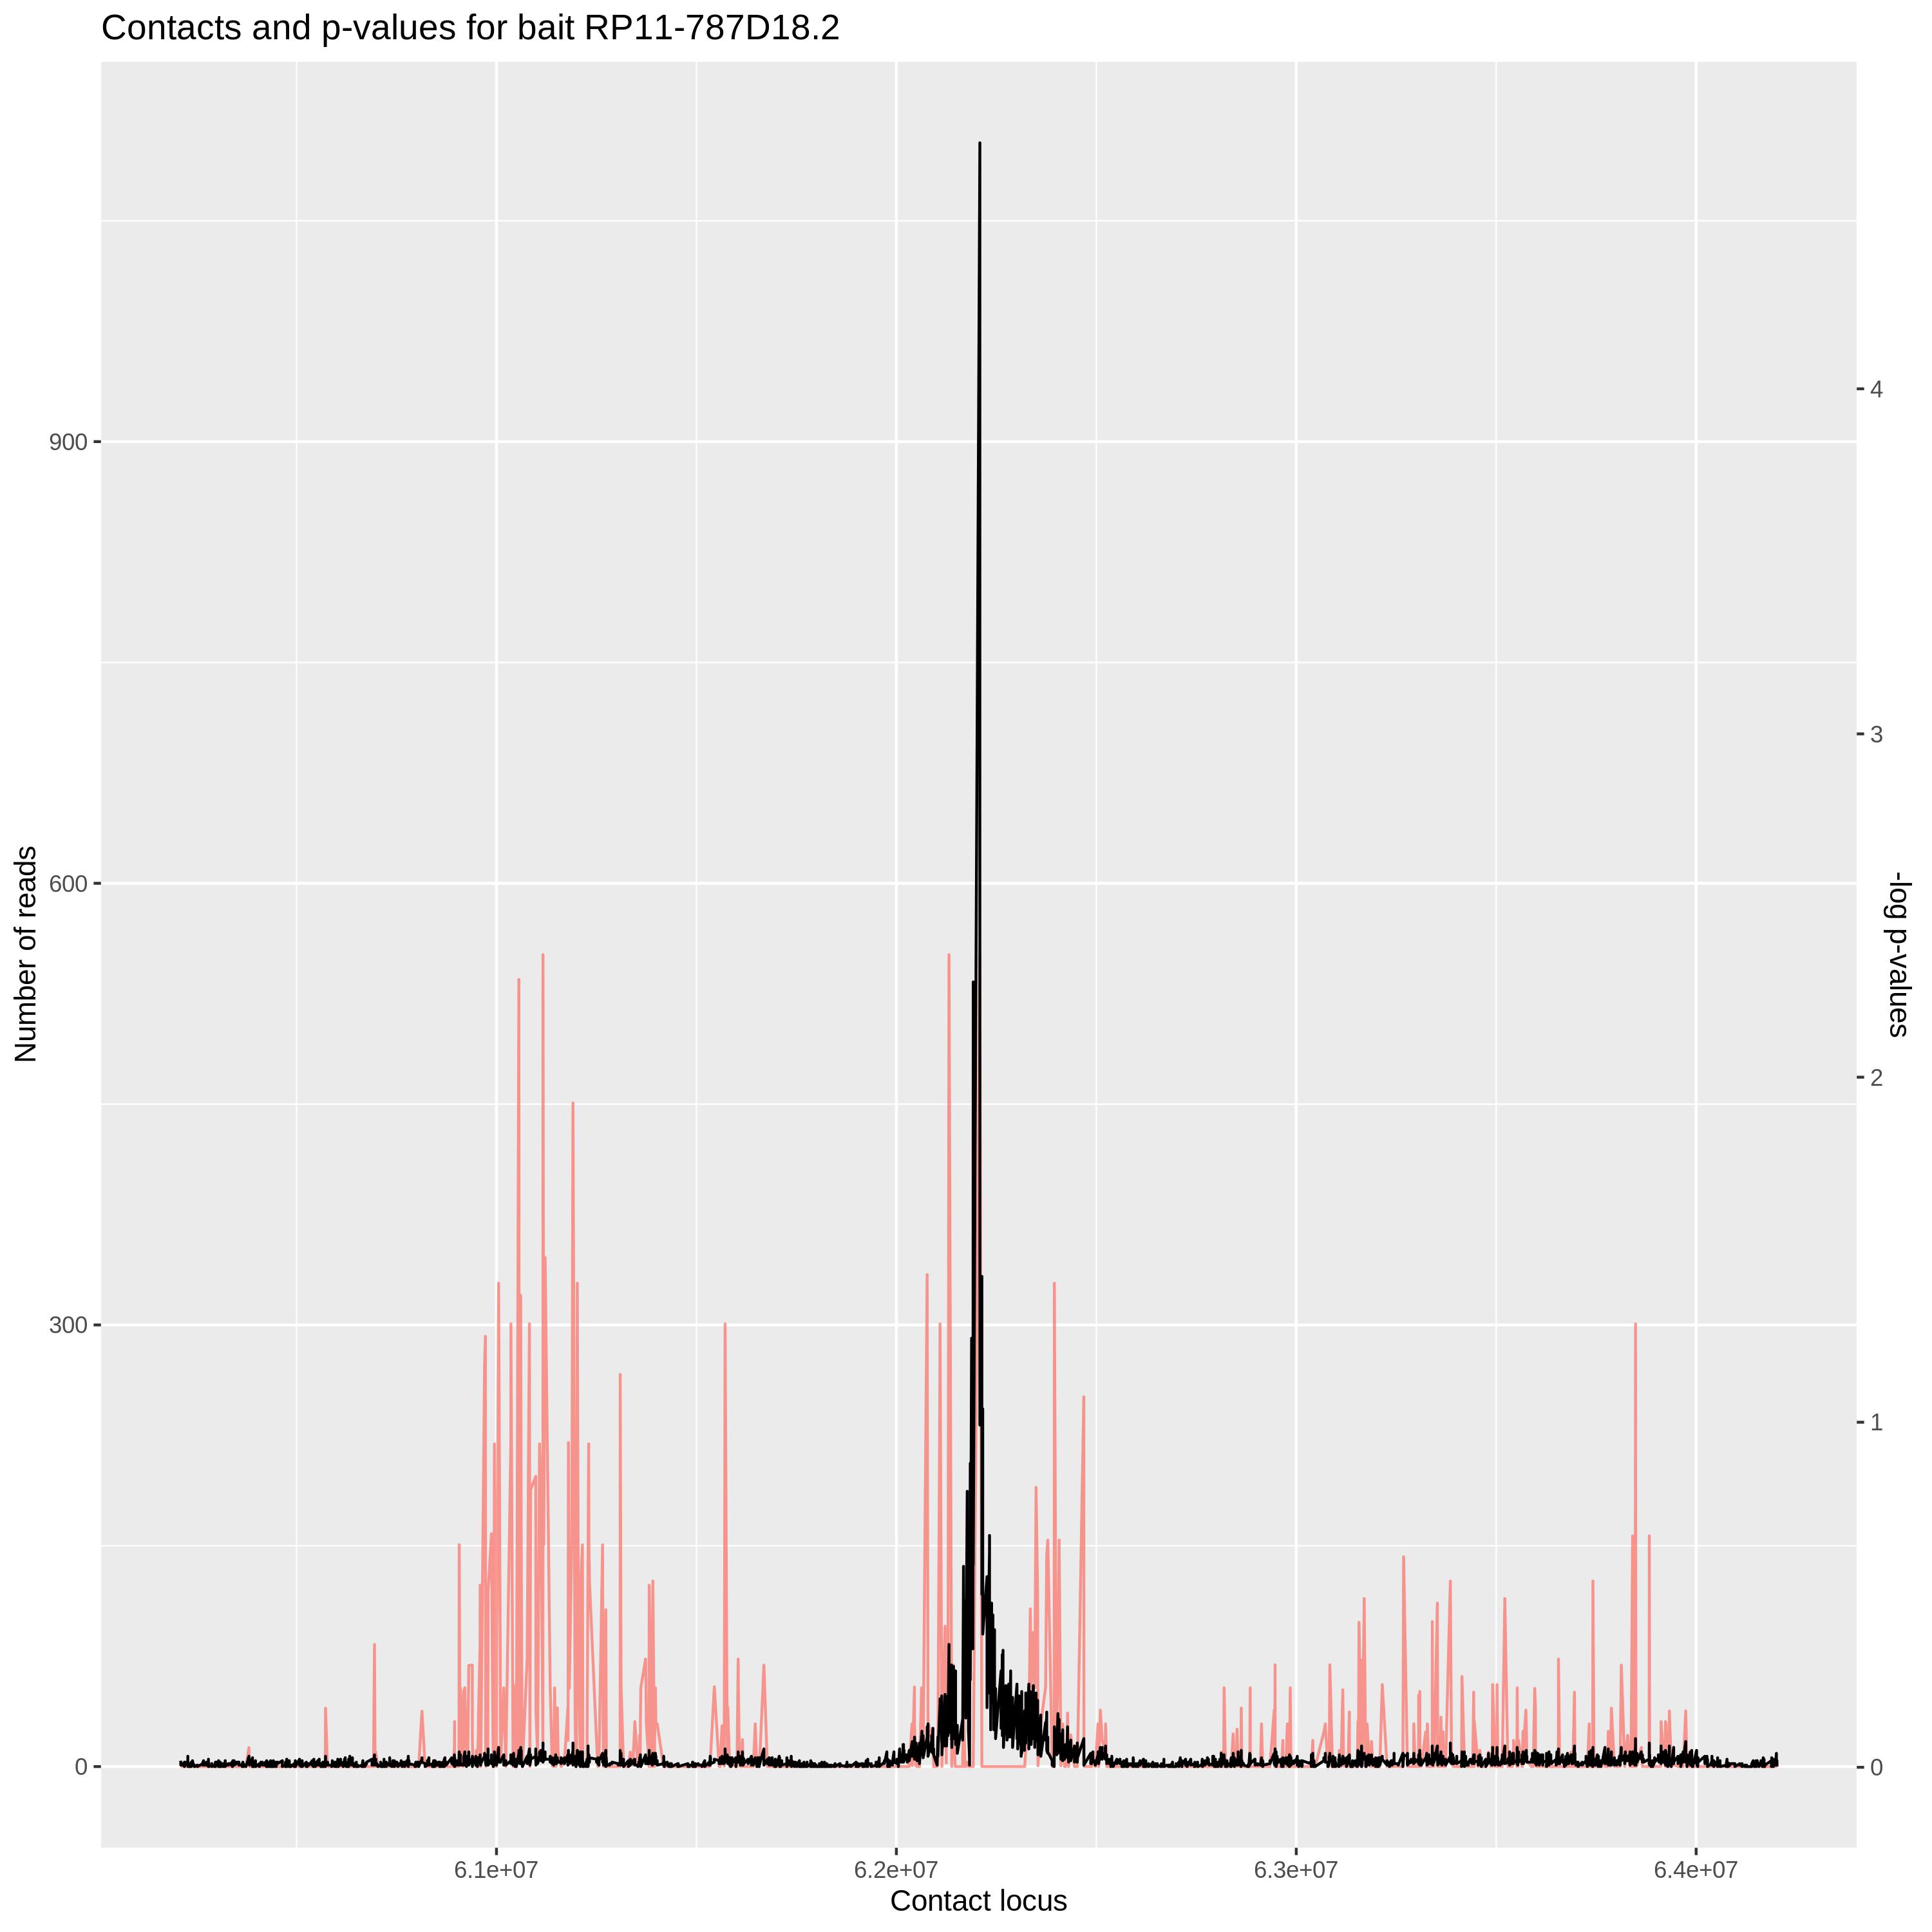 Contacts and p-values for bait RP11-787D18.2
Number of reads
900
600
300
0
4
3
2
1
0
-log p-values
6.1e+07
6.2e+07
6.3e+07
6.4e+07
Contact locus